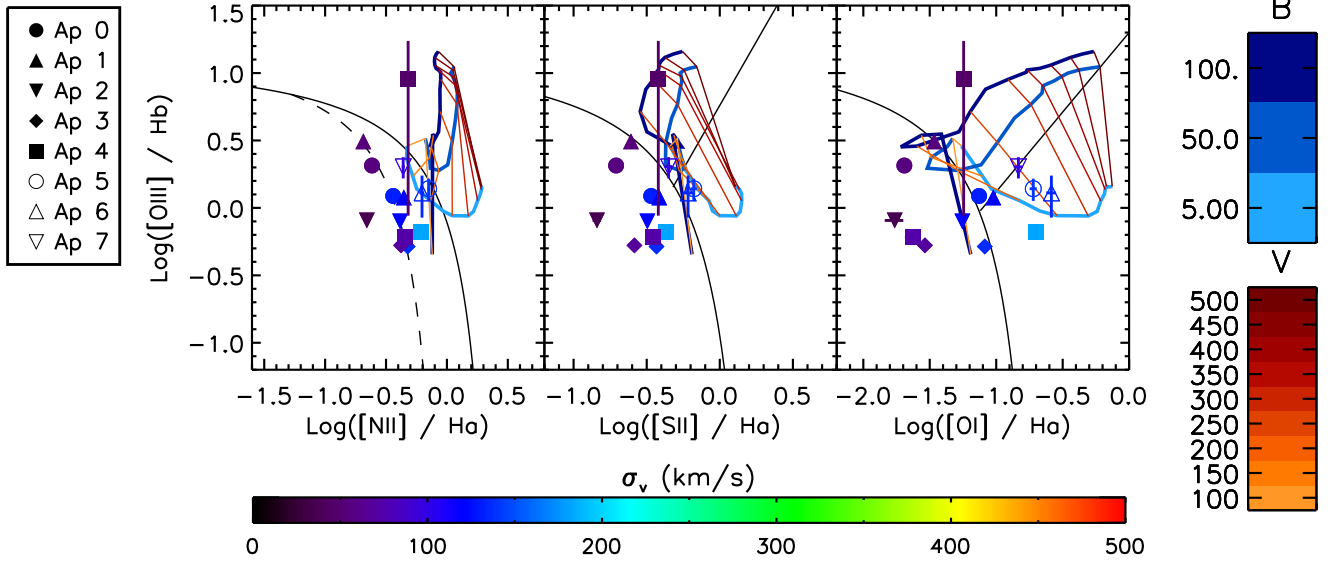 Ap 0
Ap 1
Ap 2
Ap 3
Ap 4
Ap 5
Ap 6
Ap 7
Log([OIII] / Hb)
1.5
1.0
0.5
0.0
−0.5
−1.0
−1.5 −1.0 −0.5 0.0 0.5
Log([NII] / Ha)
−1.0 −0.5 0.0 0.5
Log([SII] / Ha)
−2.0 −1.5 −1.0 −0.5 0.0
Log([OI] / Ha)
B
100.
50.0
5.00
V
500
450
400
350
300
250
200
150
100
σv (km/s)
0 100 200 300 400 500